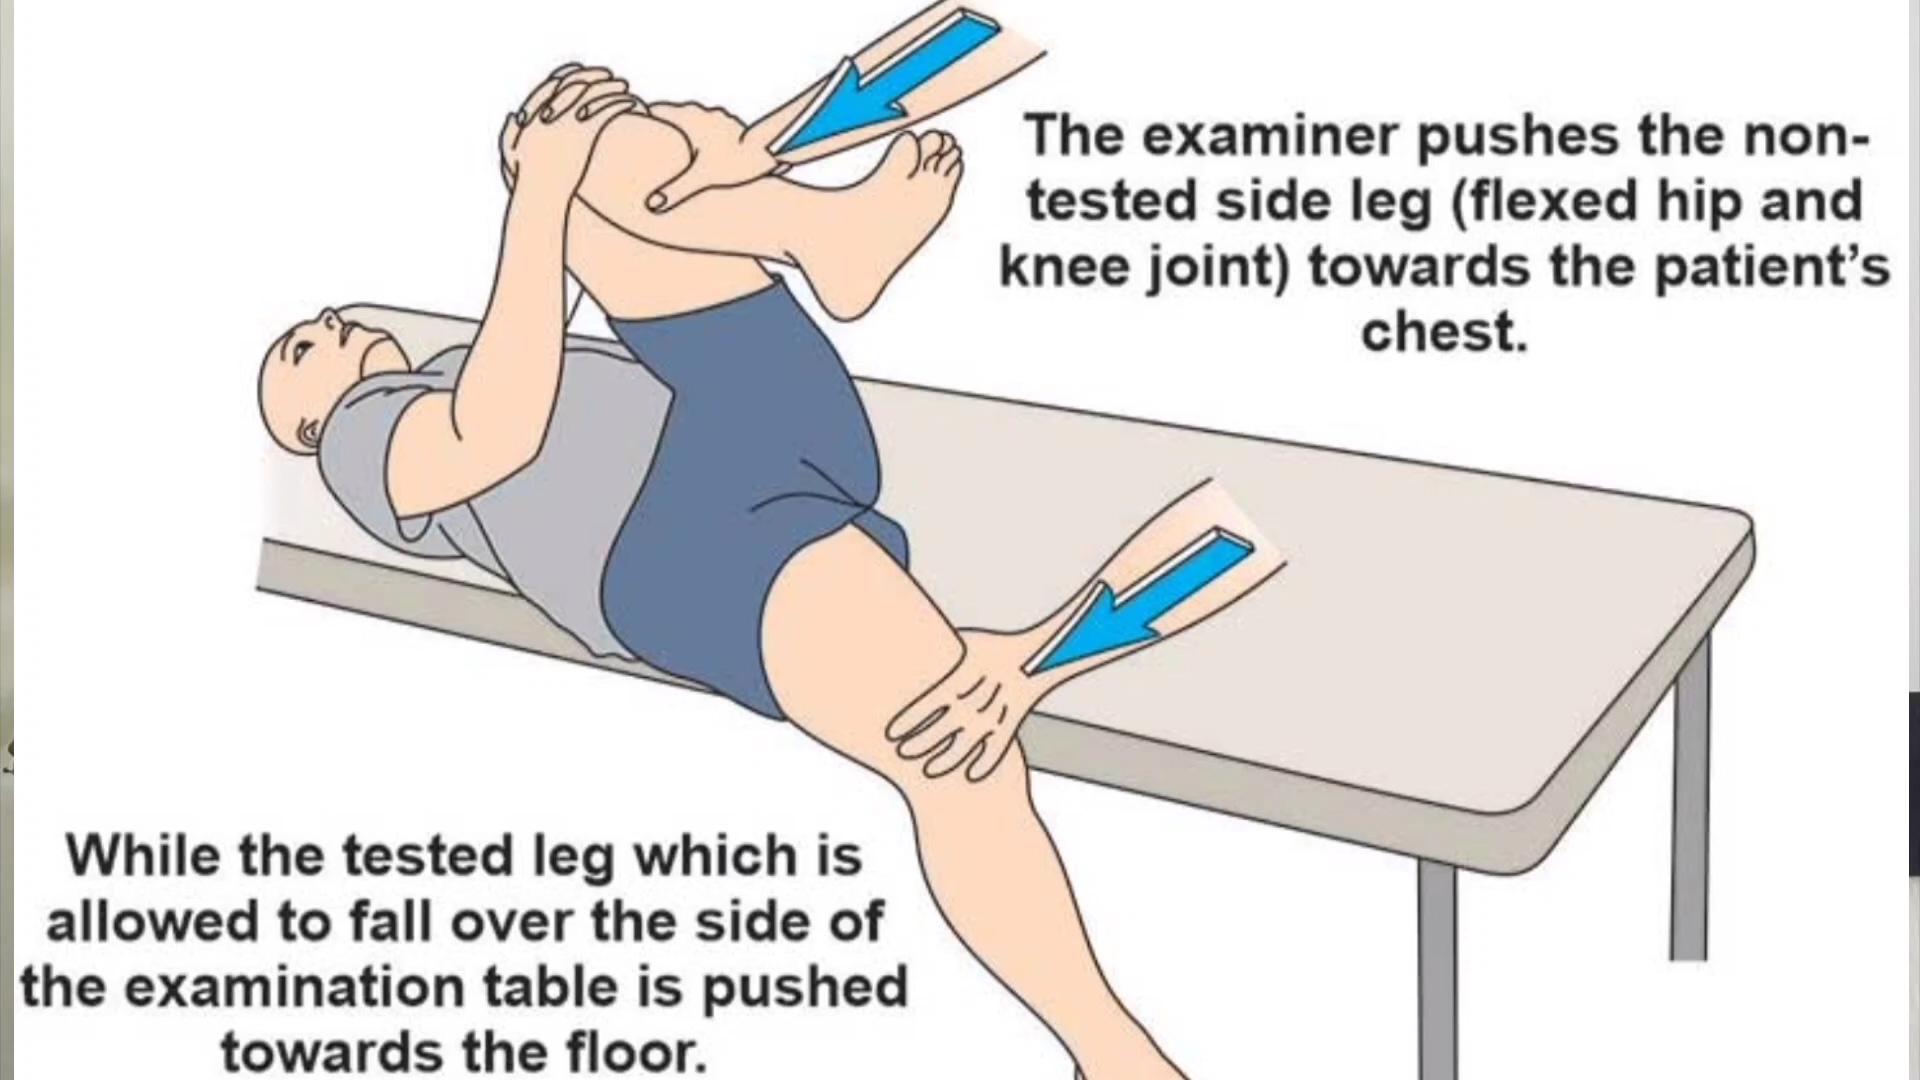 The examiner pushes the non-
tested side leg (flexed hip and
knee joint) towards the patient’s
chest.
While the tested leg which is
allowed to fall over the side of
the examination table is pushed
towards the floor.